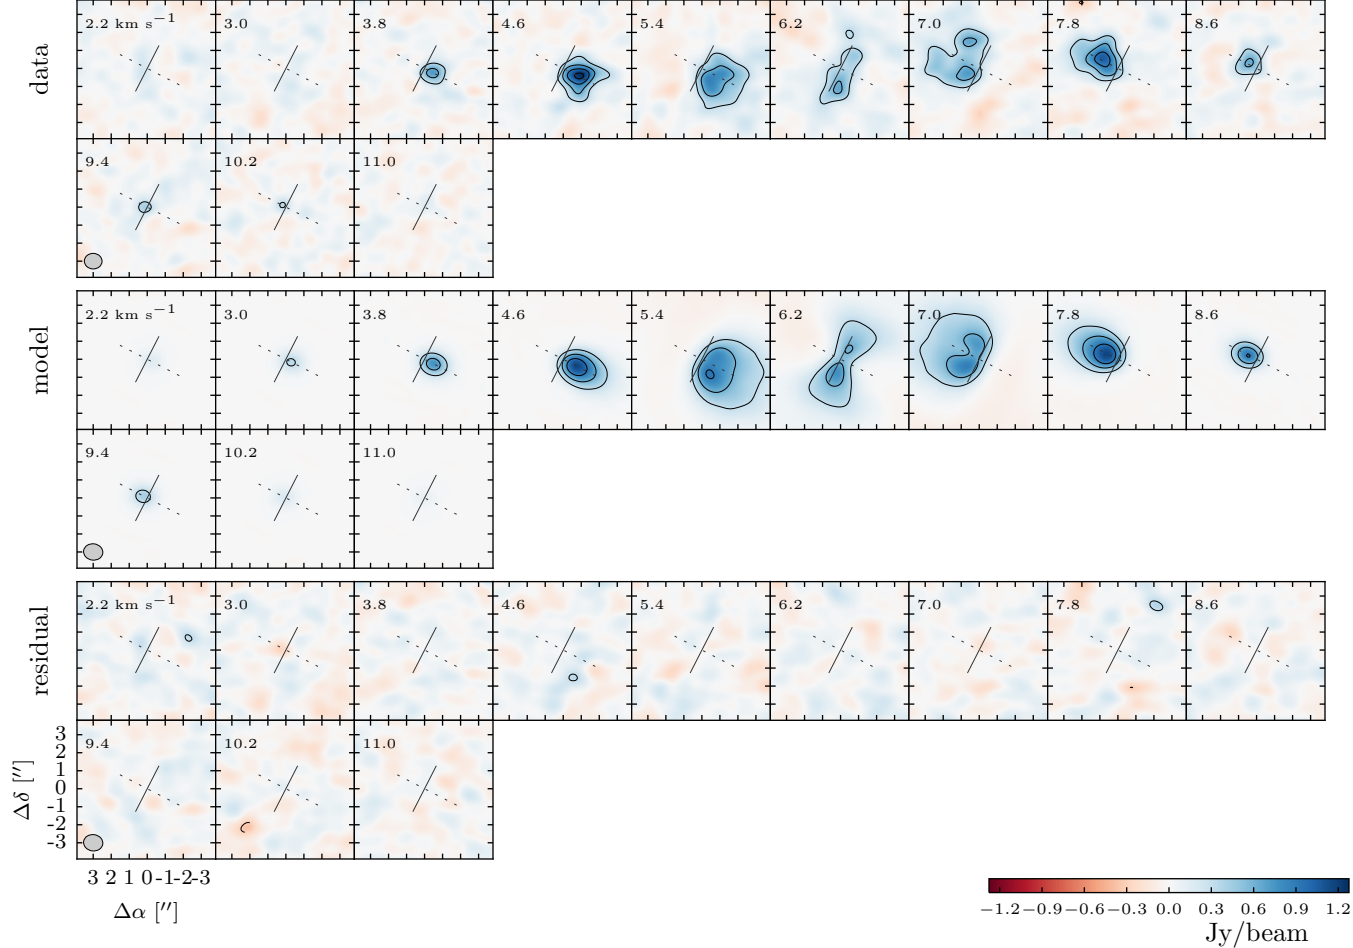 data
2.2 km s⁻¹ 3.0 3.8 4.6 5.4 6.2 7.0 7.8 8.6
9.4 10.2 11.0
model
2.2 km s⁻¹ 3.0 3.8 4.6 5.4 6.2 7.0 7.8 8.6
9.4 10.2 11.0
residual
2.2 km s⁻¹ 3.0 3.8 4.6 5.4 6.2 7.0 7.8 8.6
9.4 10.2 11.0
Δδ [″]
3
2
1
0
-1
-2
-3
3 2 1 0 -1 -2 -3
Δα [″]
−1.2 −0.9 −0.6 −0.3 0.0 0.3 0.6 0.9 1.2
Jy/beam